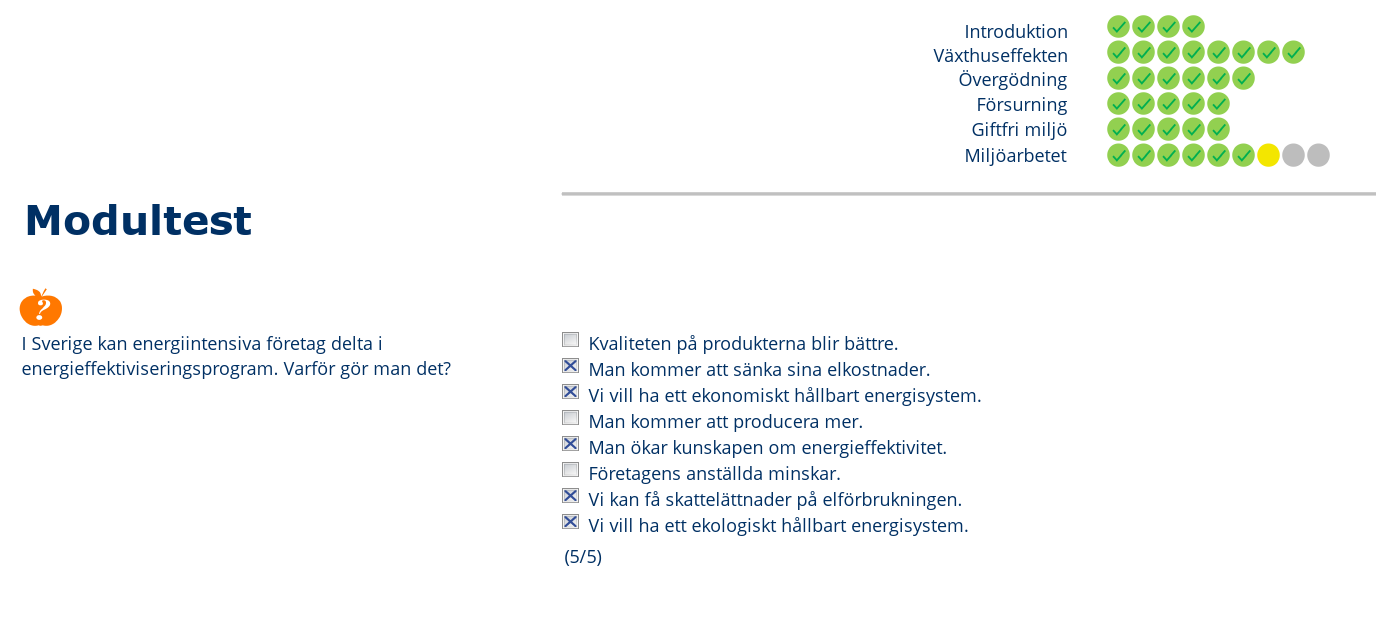 Introduktion
Växthuseffekten
Övergödning
Försurning
Giftfri miljö
Miljöarbetet
Modultest
?
I Sverige kan energiintensiva företag delta i
energieffektiviseringsprogram. Varför gör man det?
Kvaliteten på produkterna blir bättre.
Man kommer att sänka sina elkostnader.
Vi vill ha ett ekonomiskt hållbart energisystem.
Man kommer att producera mer.
Man ökar kunskapen om energieffektivitet.
Företagens anställda minskar.
Vi kan få skattelättnader på elförbrukningen.
Vi vill ha ett ekologiskt hållbart energisystem.
(5/5)